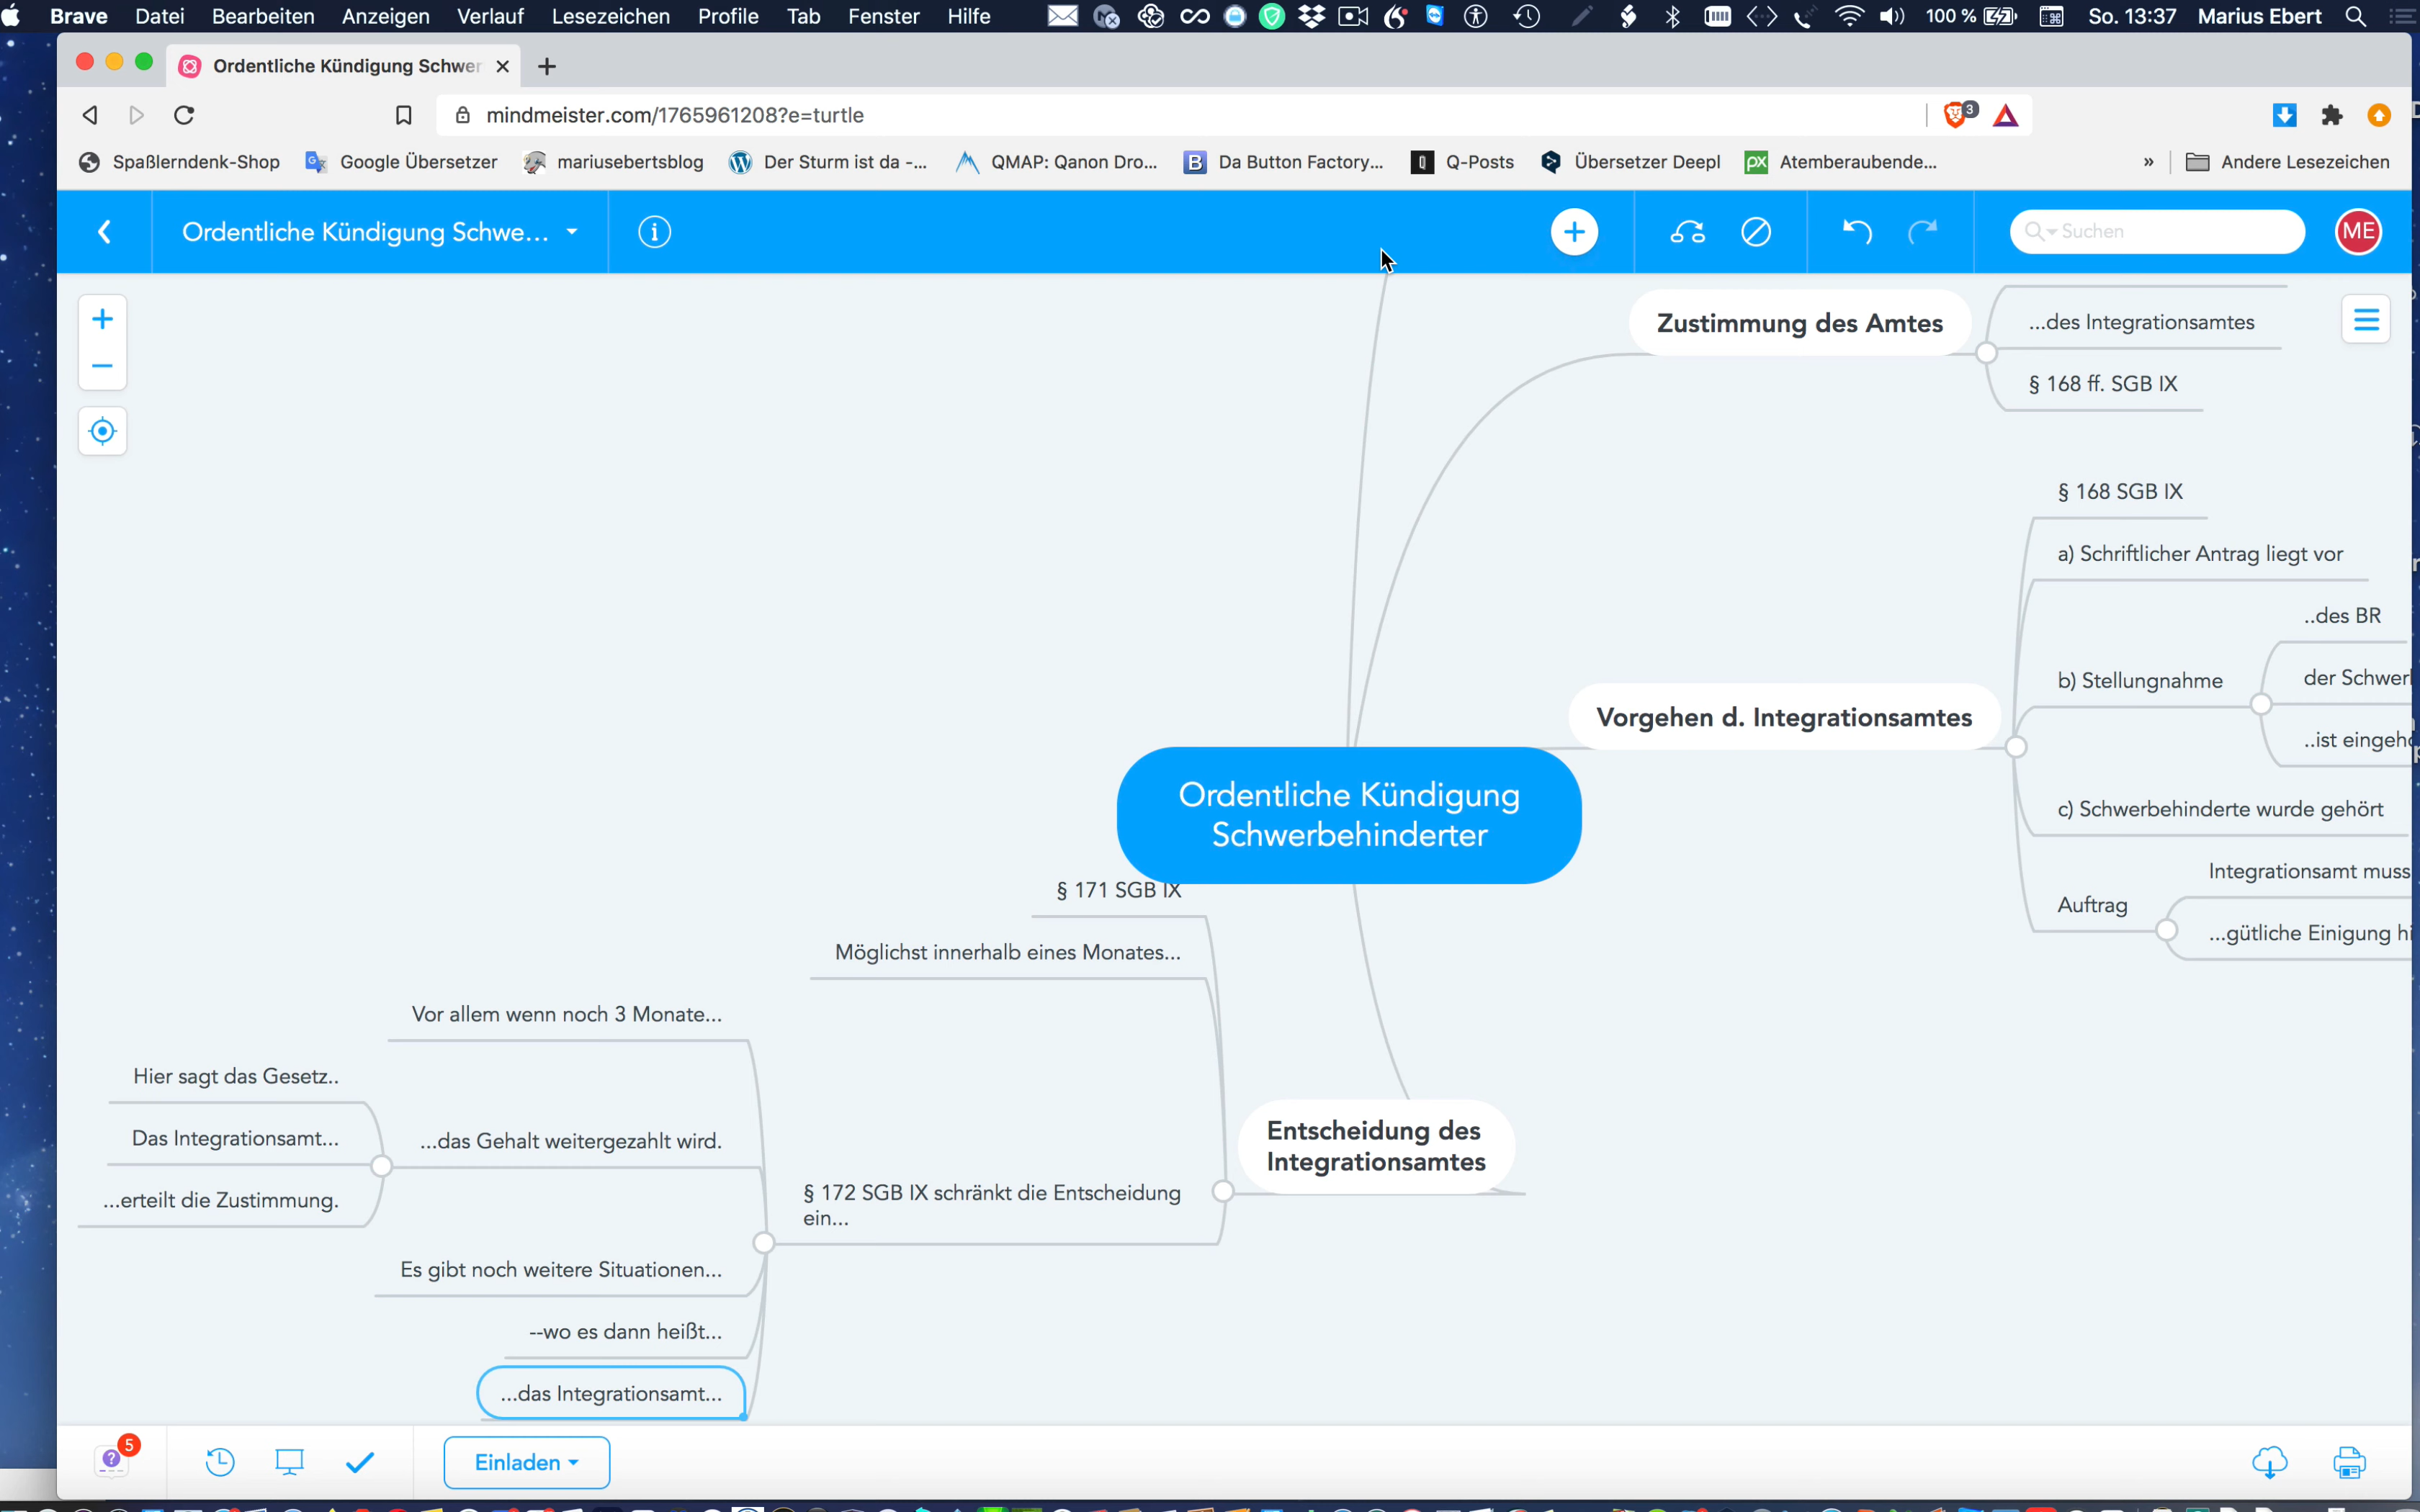 Brave Datei Bearbeiten Anzeigen Verlauf Lesezeichen Profile Tab Fenster Hilfe 100 % So. 13:37 Marius Ebert
Ordentliche Kündigung Schwer
mindmeister.com/1765961208?e=turtle 3
Spaßlerndenk-Shop Google Übersetzer mariusebertsblog Der Sturm ist da -... QMAP: Qanon Dro... Da Button Factory... Q-Posts Übersetzer Deepl Atemberaubende... » Andere Lesezeichen
Ordentliche Kündigung Schwe... Suchen ME
Zustimmung des Amtes
...des Integrationsamtes
§ 168 ff. SGB IX
§ 168 SGB IX
a) Schriftlicher Antrag liegt vor
..des BR
b) Stellungnahme
der Schwer
..ist eingeh
Vorgehen d. Integrationsamtes
c) Schwerbehinderte wurde gehört
Integrationsamt muss
Auftrag
...gütliche Einigung hi
Ordentliche Kündigung
Schwerbehinderter
§ 171 SGB IX
Möglichst innerhalb eines Monates...
Vor allem wenn noch 3 Monate...
Hier sagt das Gesetz..
Das Integrationsamt...
...das Gehalt weitergezahlt wird.
...erteilt die Zustimmung.
Entscheidung des
Integrationsamtes
§ 172 SGB IX schränkt die Entscheidung
ein...
Es gibt noch weitere Situationen...
--wo es dann heißt...
...das Integrationsamt...
5 Einladen